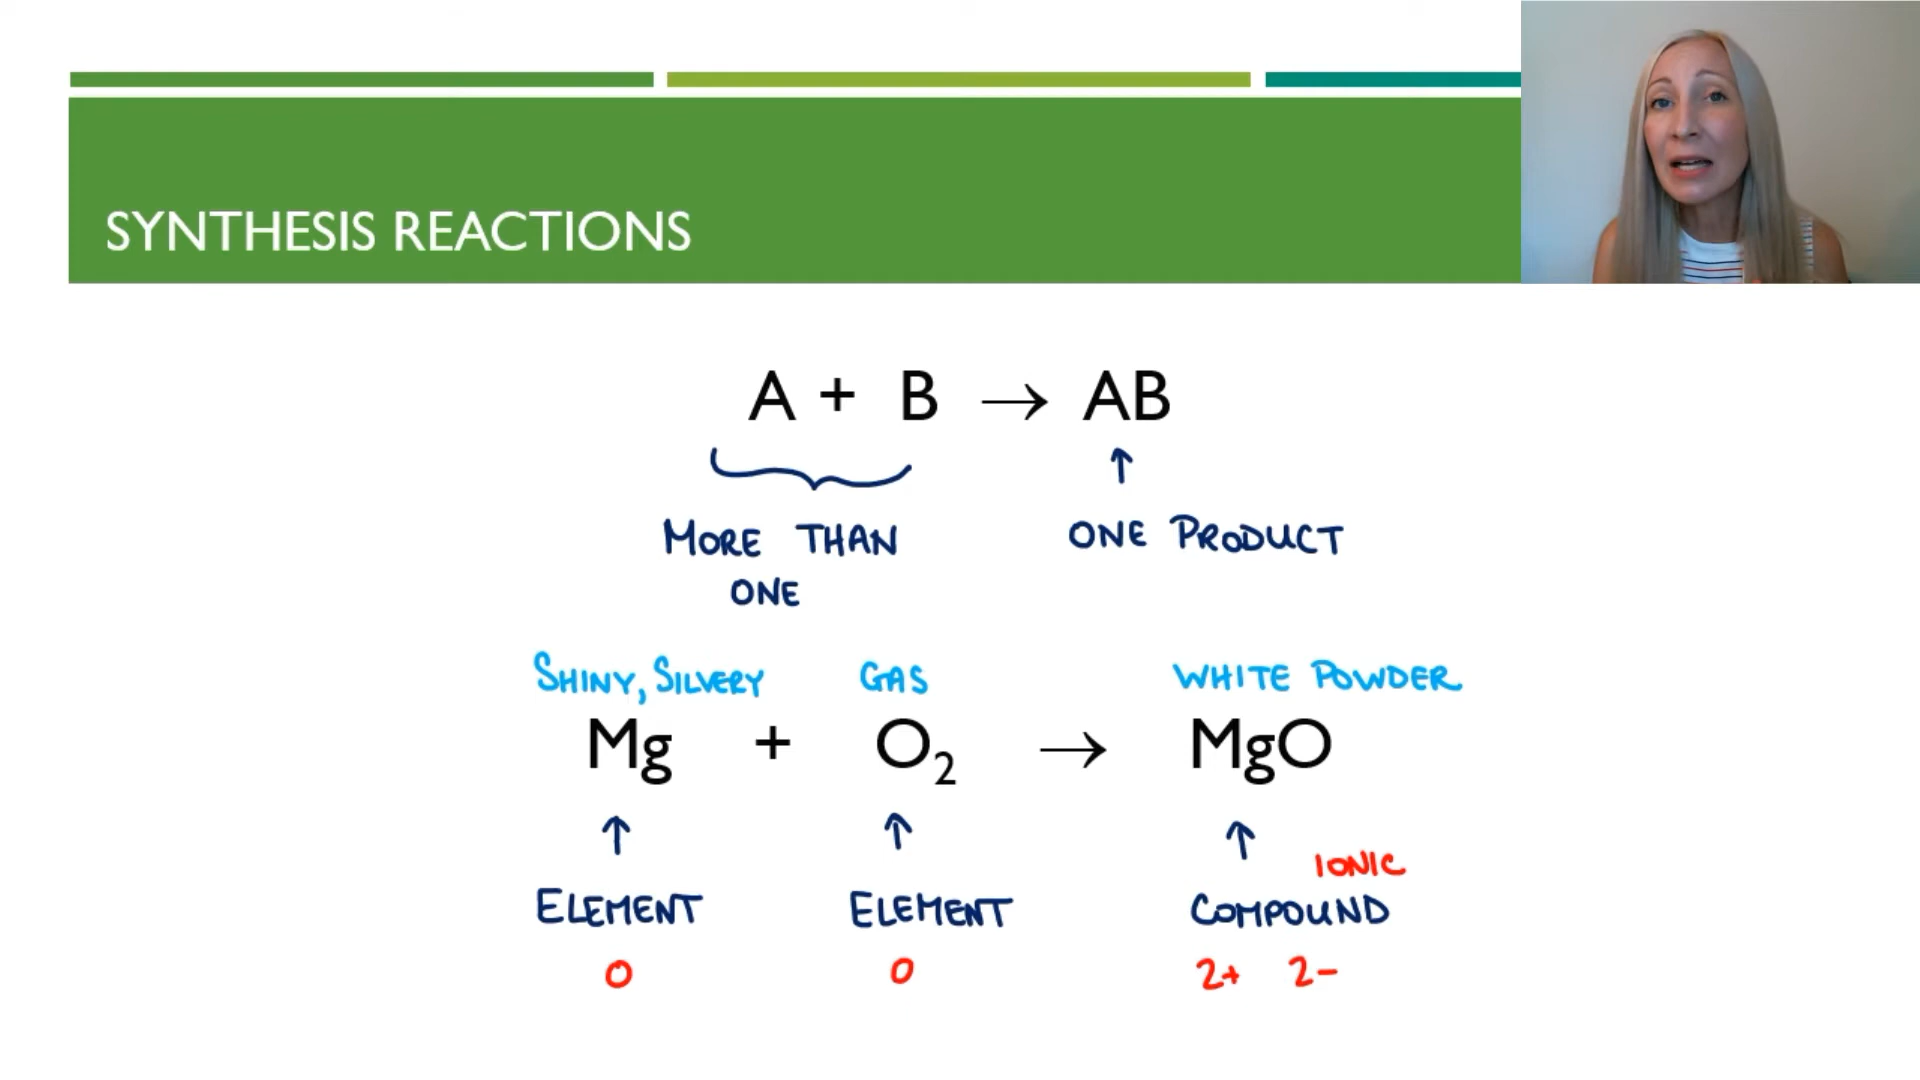 SYNTHESIS REACTIONS
A + B → AB
MORE THAN
ONE
ONE PRODUCT
SHINY, SILVERY GAS WHITE POWDER
Mg + O₂ → MgO
IONIC
ELEMENT ELEMENT COMPOUND
0 0 2+ 2-